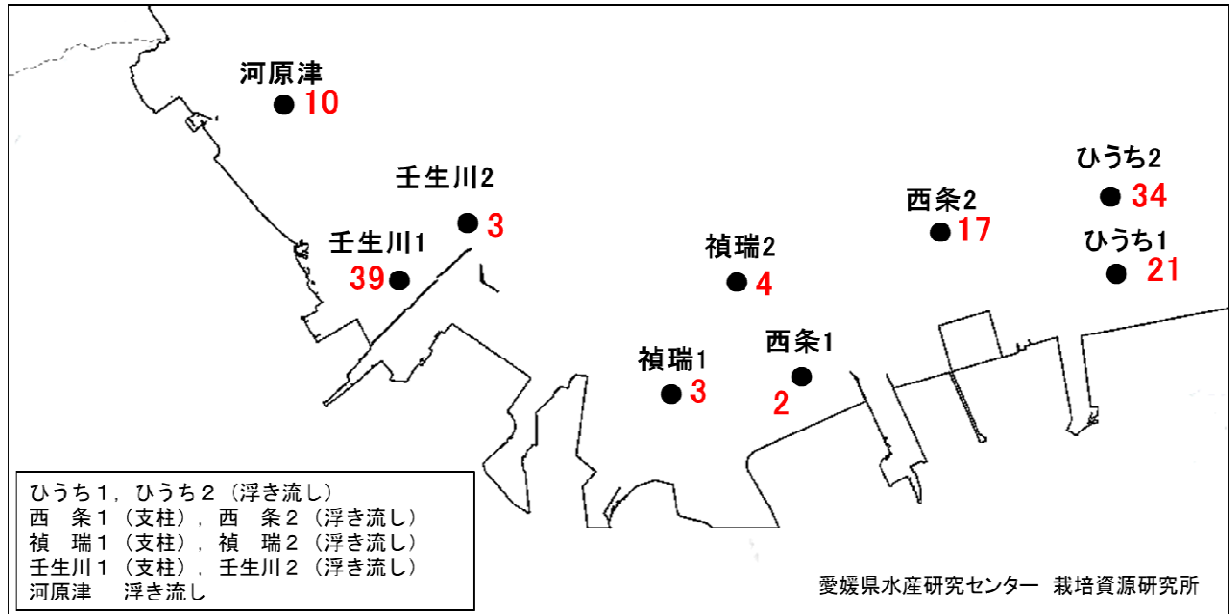 河原津
10
壬生川2
3
壬生川1
39
禎瑞2
4
禎瑞1
3
西条1
2
西条2
17
ひうち2
34
ひうち1
21
ひうち1, ひうち2 (浮き流し)
西 条1 (支柱), 西 条2 (浮き流し)
禎 瑞1 (支柱), 禎 瑞2 (浮き流し)
壬生川1 (支柱), 壬生川2 (浮き流し)
河原津 浮き流し
愛媛県水産研究センター 栽培資源研究所